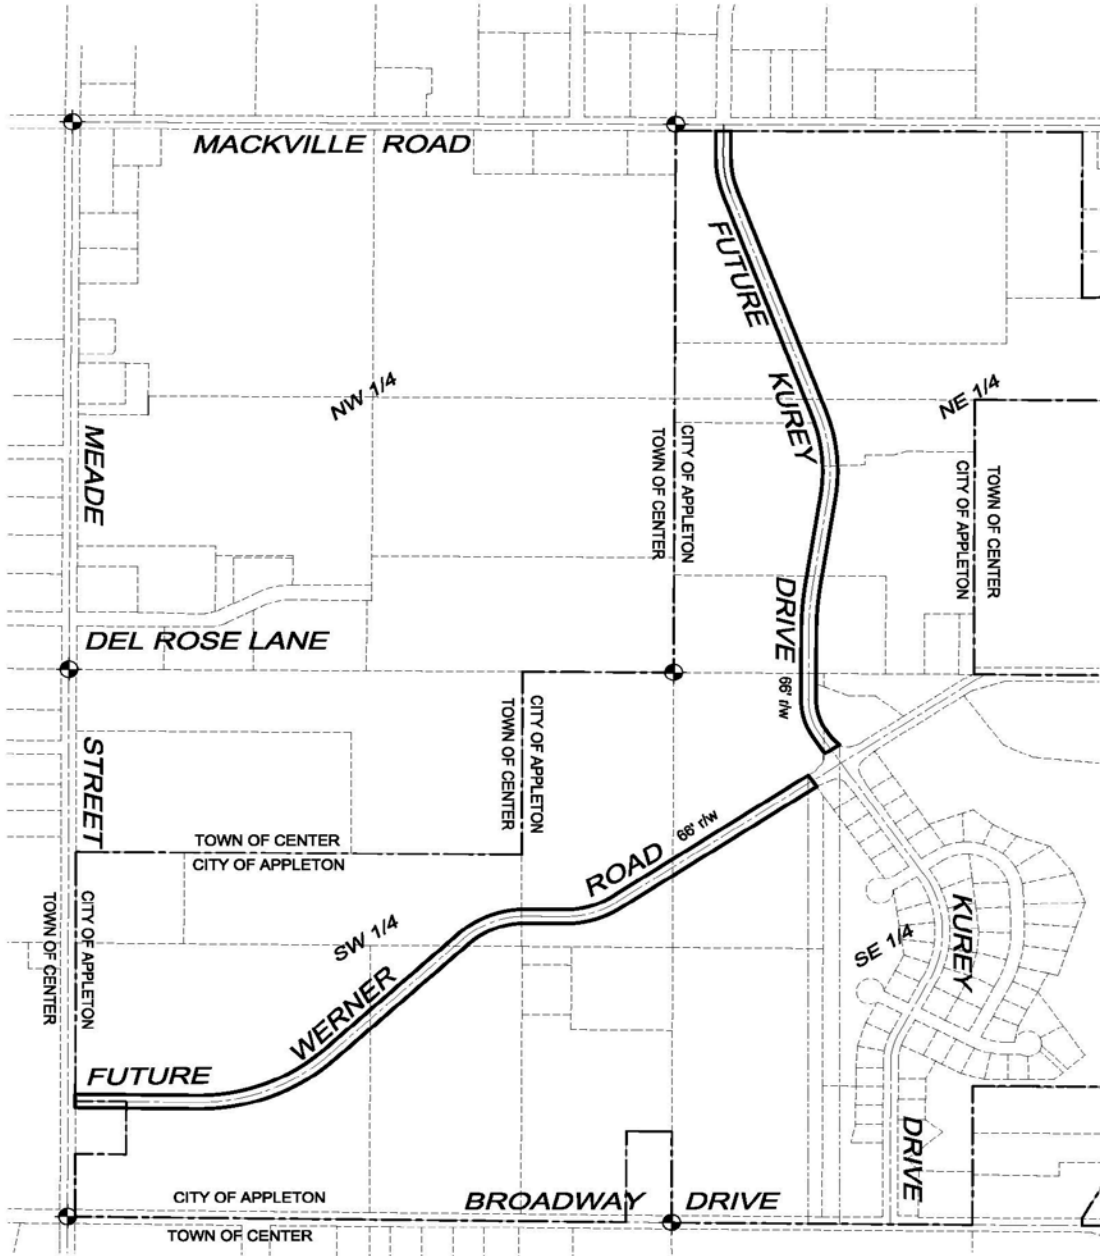 MACKVILLE ROAD
FUTURE
KUREY
DRIVE 66' r/w
NW 1/4
NE 1/4
MEADE
STREET
CITY OF APPLETON
TOWN OF CENTER
TOWN OF CENTER
CITY OF APPLETON
DEL ROSE LANE
CITY OF APPLETON
TOWN OF CENTER
TOWN OF CENTER
CITY OF APPLETON
ROAD 66' r/w
CITY OF APPLETON
TOWN OF CENTER
SW 1/4
SE 1/4
KUREY
DRIVE
WERNER
FUTURE
CITY OF APPLETON
TOWN OF CENTER
BROADWAY DRIVE